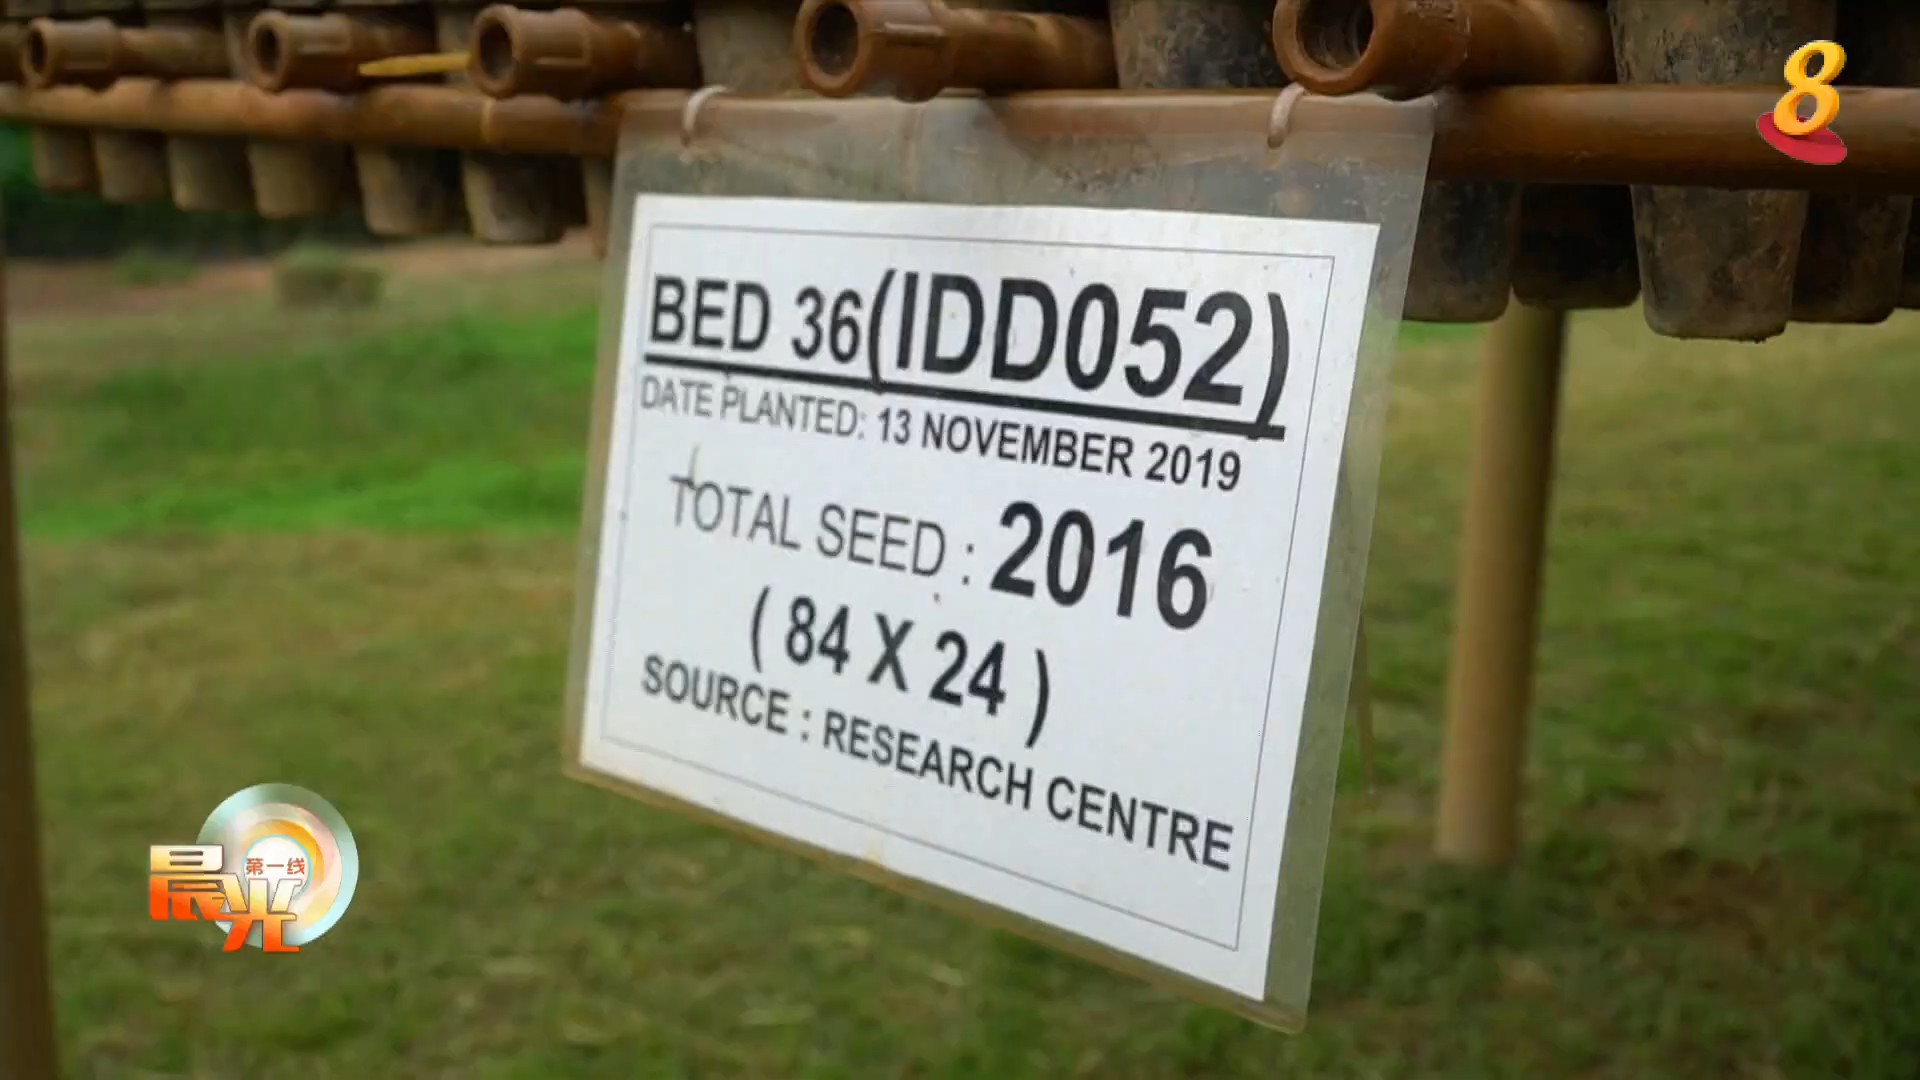 8
BED 36(IDD052)
DATE PLANTED: 13 NOVEMBER 2019
TOTAL SEED : 2016
( 84 X 24 )
SOURCE : RESEARCH CENTRE
晨光
第一线